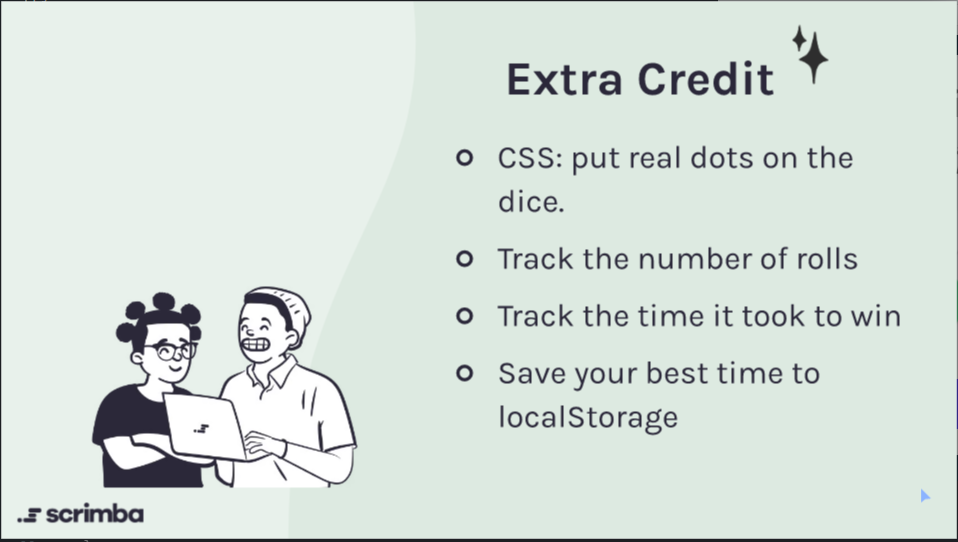 Extra Credit
CSS: put real dots on the
dice.
Track the number of rolls
Track the time it took to win
Save your best time to
localStorage
scrimba